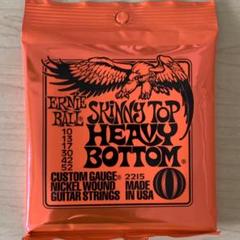 ERNIE
BALL
SKINNY TOP
HEAVY
BOTTOM
10
13
17
30
42
52
CUSTOM GAUGE 2215
NICKEL WOUND MADE
GUITAR STRINGS IN USA